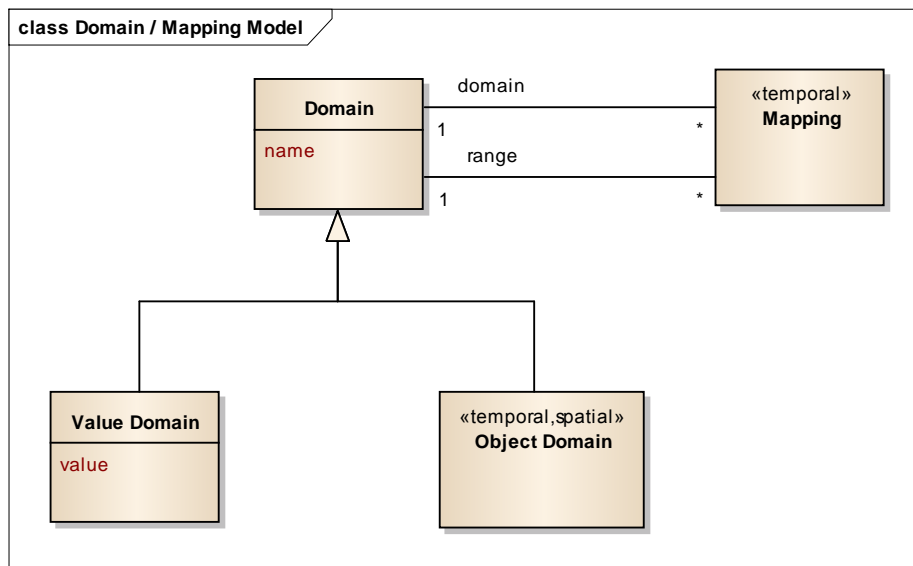 class Domain / Mapping Model
Domain
name
domain
1
*
range
1
*
«temporal»
Mapping
Value Domain
value
«temporal,spatial»
Object Domain